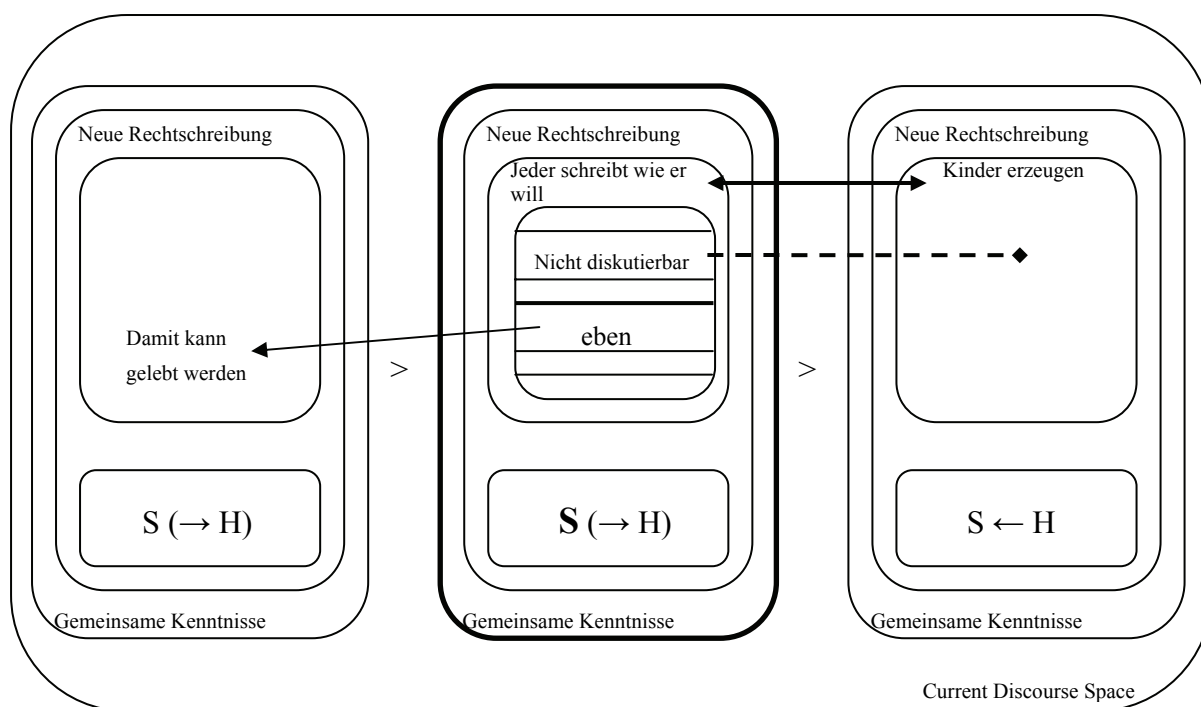 Neue Rechtschreibung
Damit kann
gelebt werden
S (→ H)
Gemeinsame Kenntnisse
>
Neue Rechtschreibung
Jeder schreibt wie er
will
Nicht diskutierbar
eben
S (→ H)
Gemeinsame Kenntnisse
>
Neue Rechtschreibung
Kinder erzeugen
S ← H
Gemeinsame Kenntnisse
Current Discourse Space